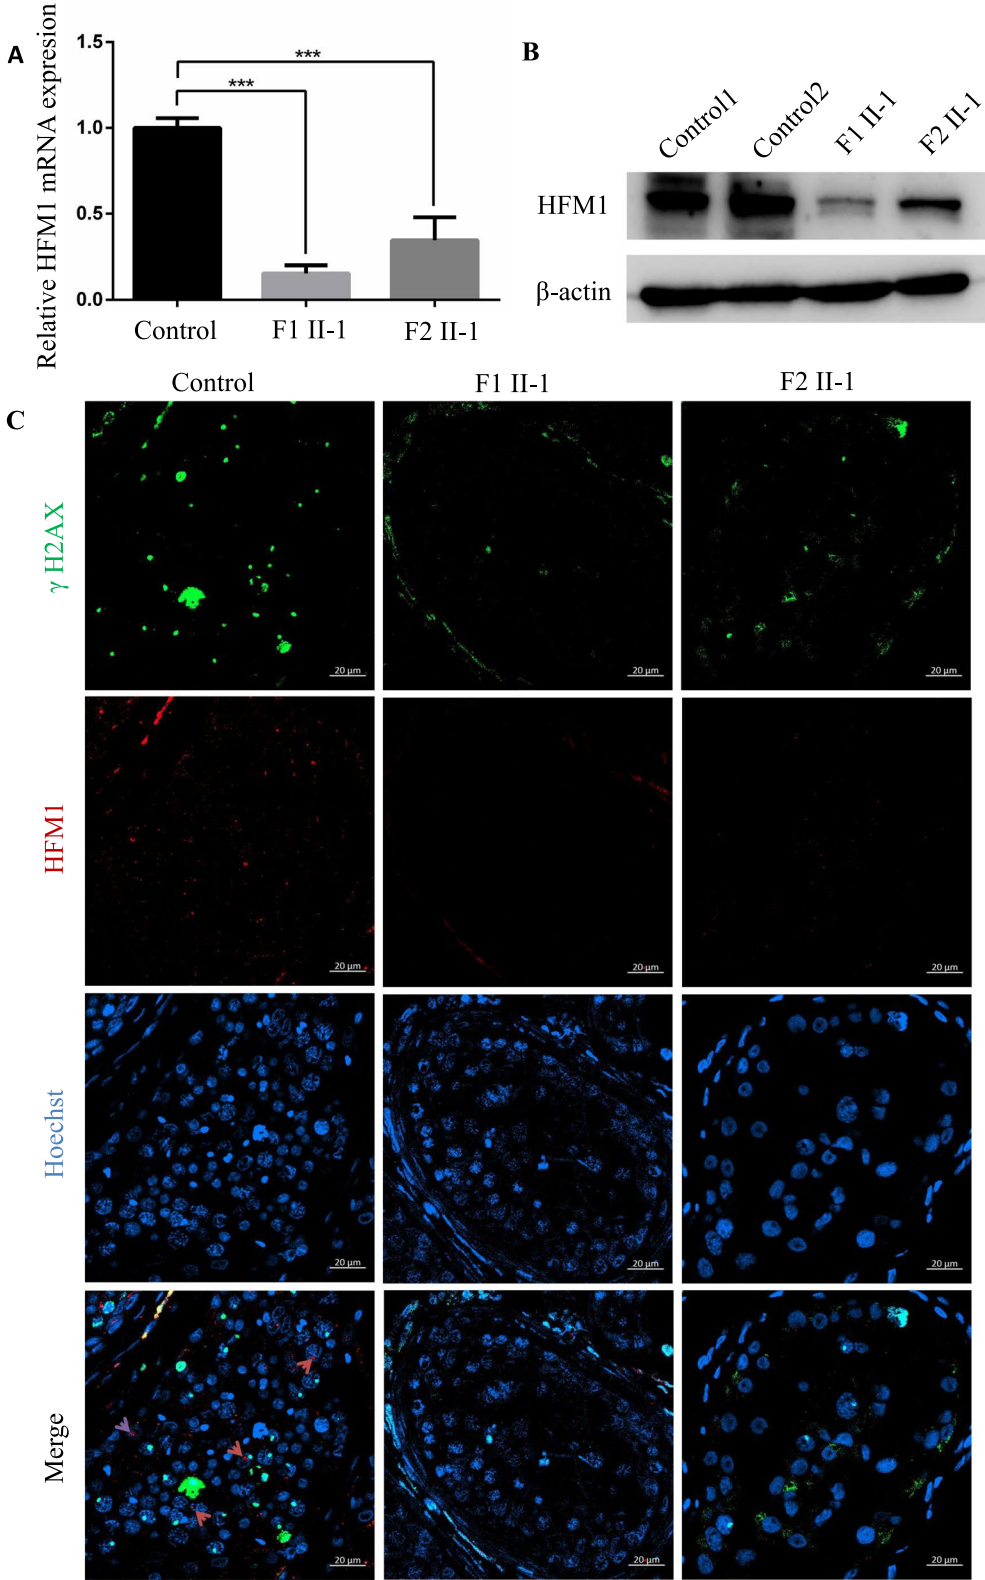 A
Relative HFM1 mRNA expresion
1.5
1.0
0.5
0.0
***
***
Control
F1 II-1
F2 II-1
B
Control1
Control2
F1 II-1
F2 II-1
HFM1
β-actin
C
Control
F1 II-1
F2 II-1
γ H2AX
20 μm
20 μm
20 μm
HFM1
20 μm
20 μm
20 μm
Hoechst
20 μm
20 μm
20 μm
Merge
20 μm
20 μm
20 μm